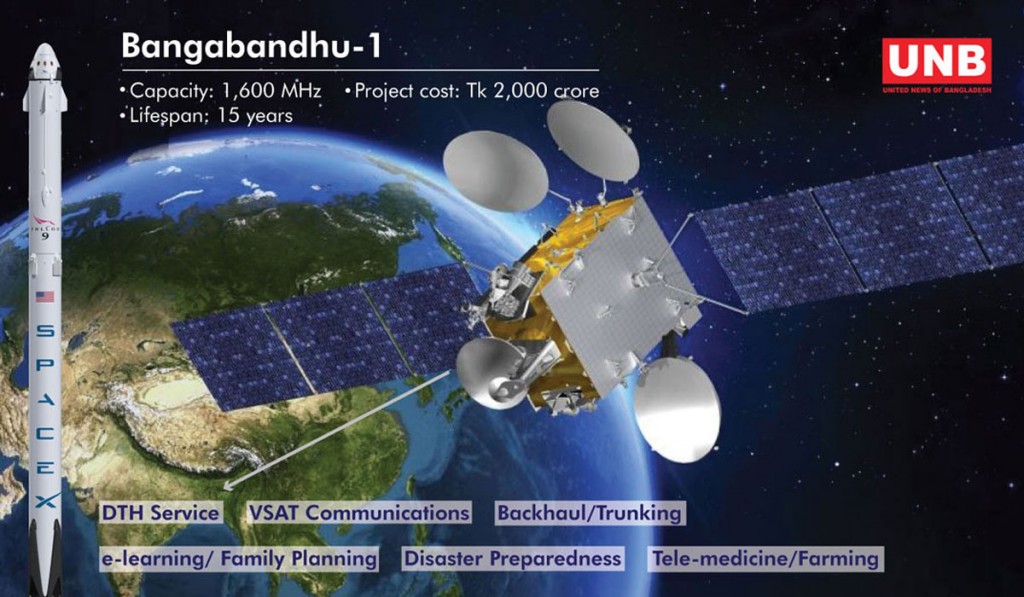 Bangabandhu-1
• Capacity: 1,600 MHz • Project cost: Tk 2,000 crore
• Lifespan: 15 years
UNB
UNITED NEWS OF BANGLADESH
FALCON
9
SPACEX
DTH Service VSAT Communications Backhaul/Trunking
e-learning/ Family Planning Disaster Preparedness Tele-medicine/Farming